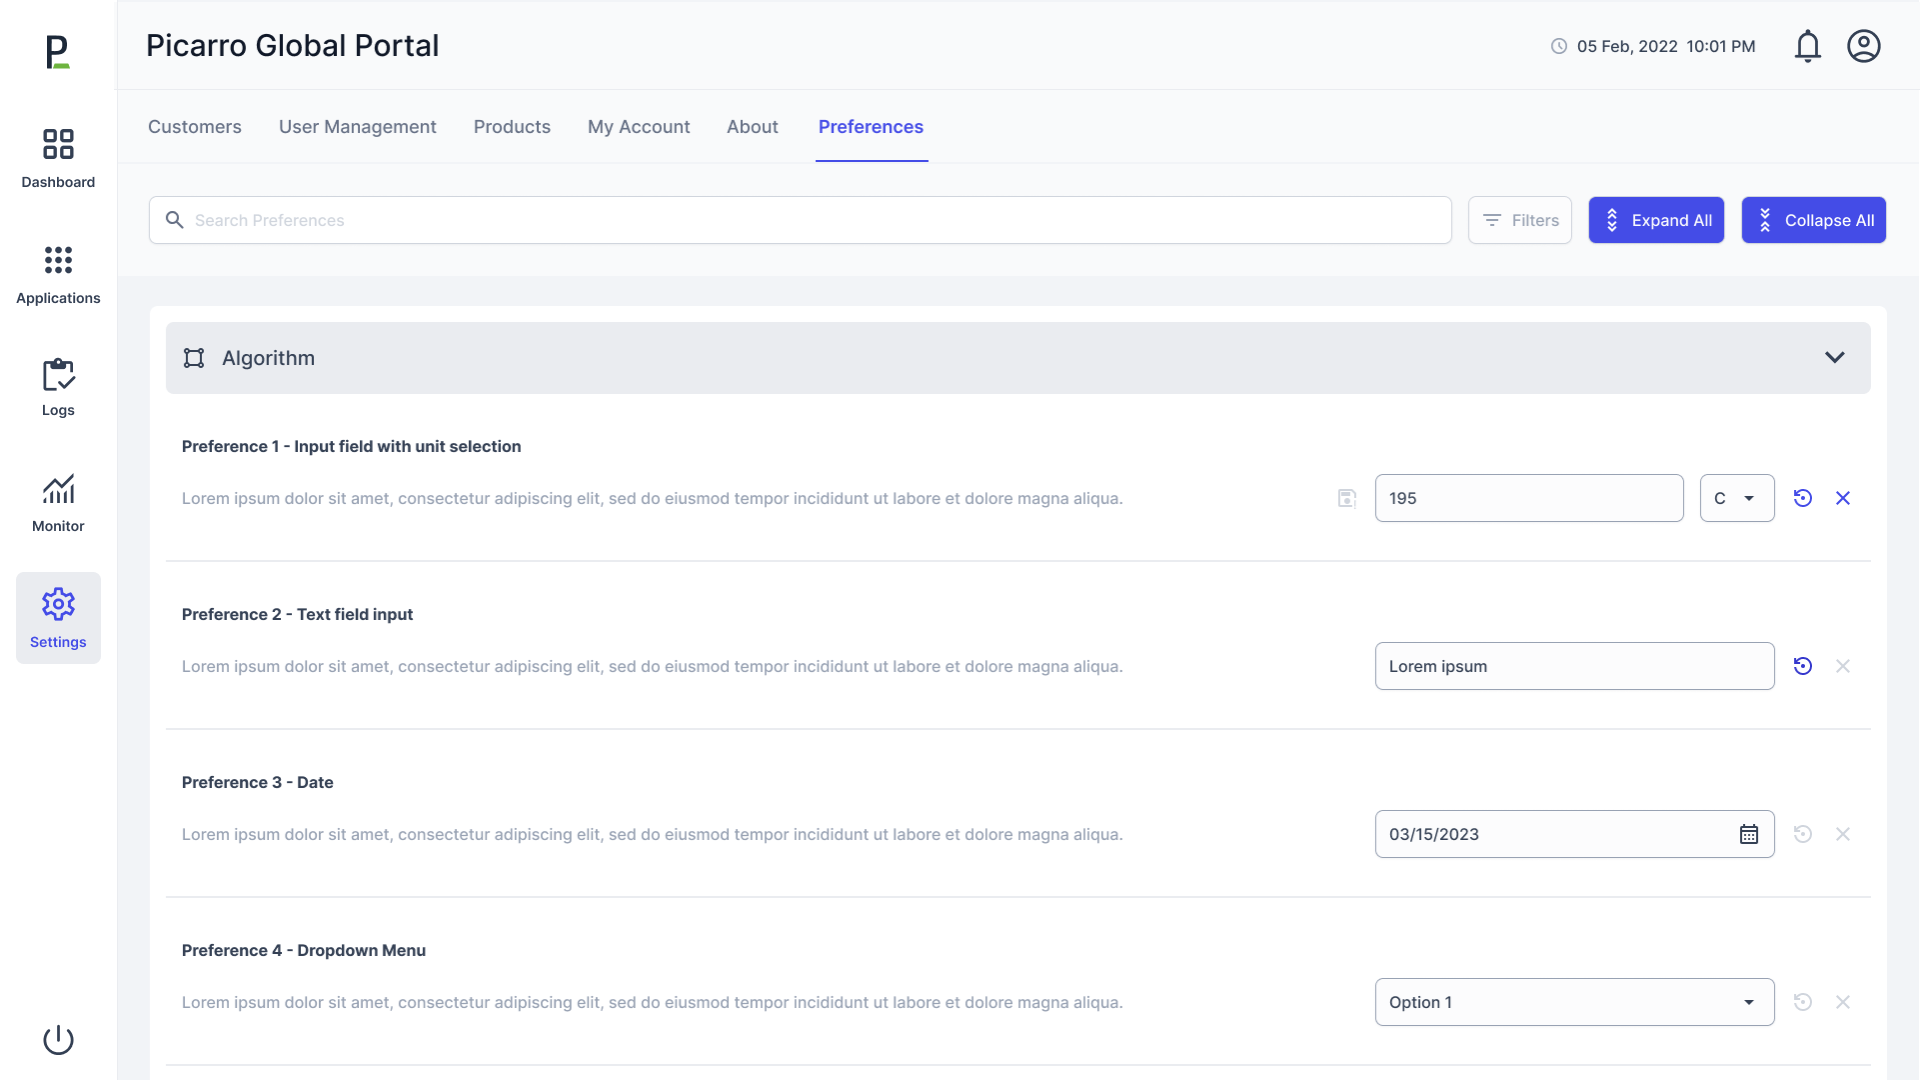 P
Picarro Global Portal
05 Feb, 2022 10:01 PM
Dashboard
Applications
Logs
Monitor
Settings
Customers
User Management
Products
My Account
About
Preferences
Search Preferences
Filters
Expand All
Collapse All
Algorithm
Preference 1 - Input field with unit selection
Lorem ipsum dolor sit amet, consectetur adipiscing elit, sed do eiusmod tempor incididunt ut labore et dolore magna aliqua.
195
C
Preference 2 - Text field input
Lorem ipsum dolor sit amet, consectetur adipiscing elit, sed do eiusmod tempor incididunt ut labore et dolore magna aliqua.
Lorem ipsum
Preference 3 - Date
Lorem ipsum dolor sit amet, consectetur adipiscing elit, sed do eiusmod tempor incididunt ut labore et dolore magna aliqua.
03/15/2023
Preference 4 - Dropdown Menu
Lorem ipsum dolor sit amet, consectetur adipiscing elit, sed do eiusmod tempor incididunt ut labore et dolore magna aliqua.
Option 1